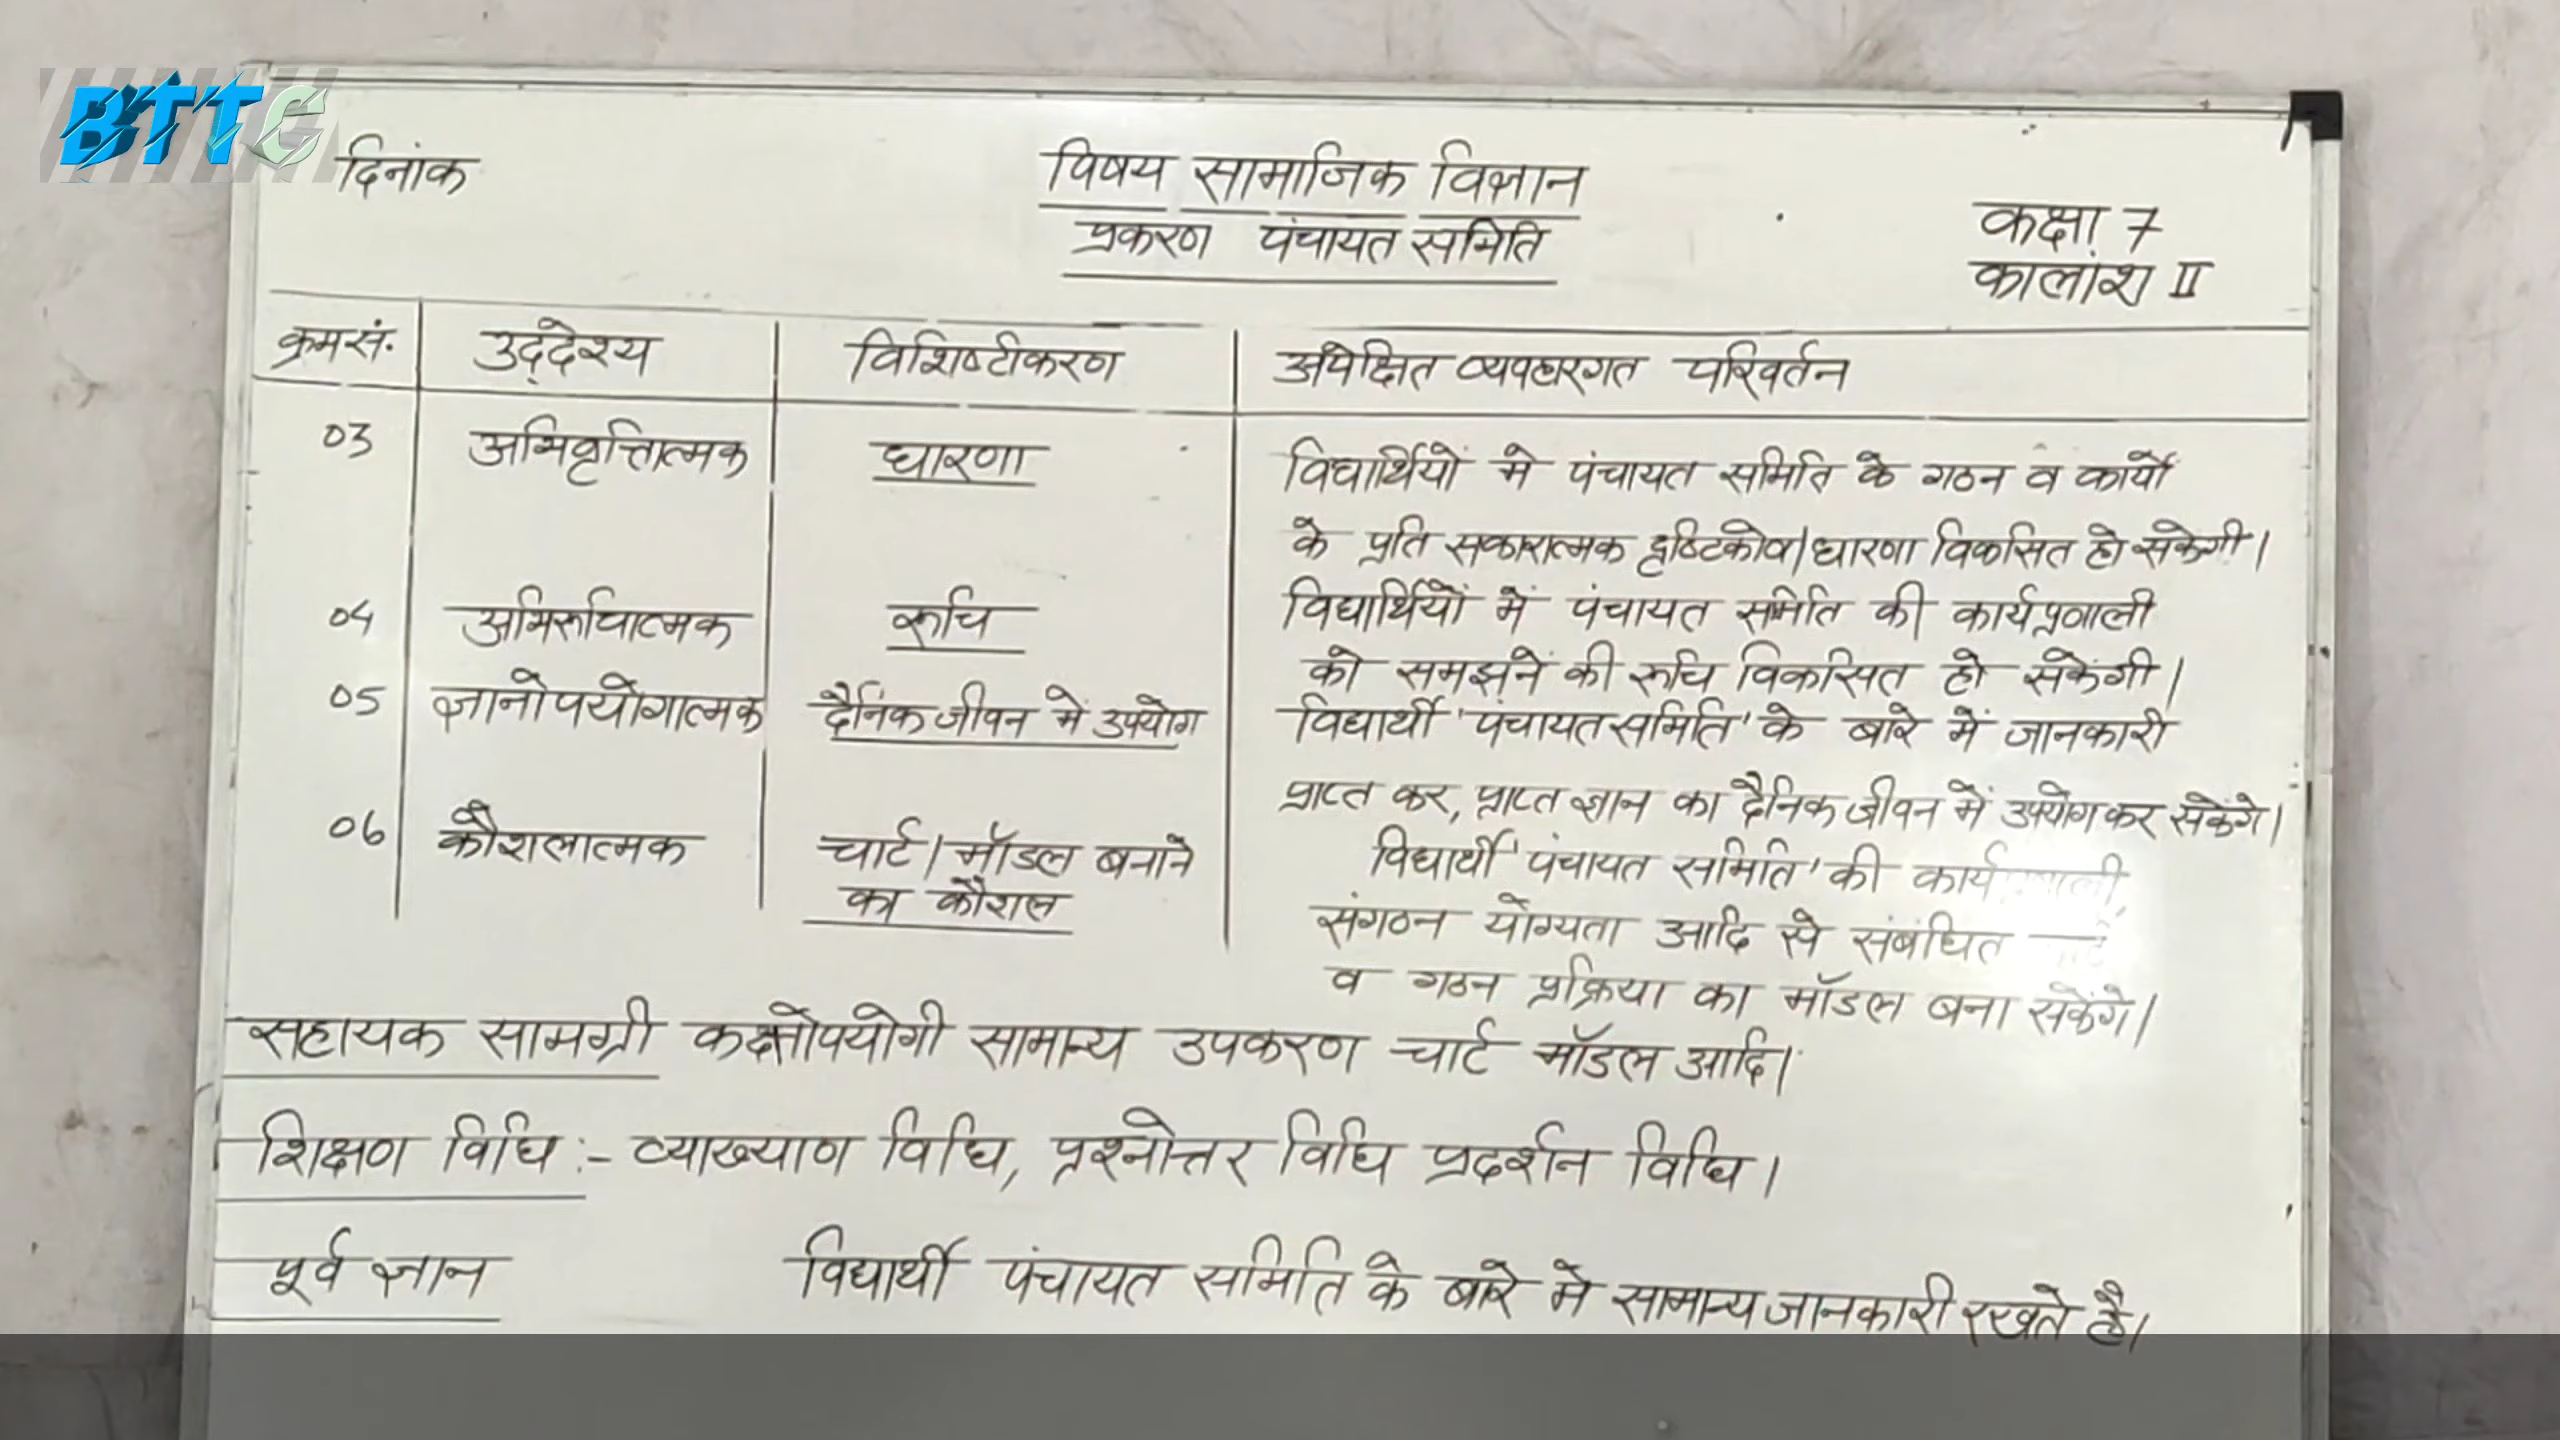 BTTC
दिनांक
विषय सामाजिक विज्ञान
प्रकरण पंचायत समिति
कक्षा 7
कालांश II
क्रम सं. उद्देश्य विशिष्टीकरण अपेक्षित व्यवहारगत परिवर्तन
03 अभिवृत्तात्मक धारणा विद्यार्थियों मे पंचायत समिति के गठन व कार्यों
के प्रति सकारात्मक दृष्टिकोण/धारणा विकसित हो सकेगी।
04 अभिरूचात्मक रूचि विद्यार्थियों में पंचायत समिति की कार्यप्रणाली
को समझनें की रूचि विकसित हो सकेंगी।
05 ज्ञानोपयोगात्मक दैनिक जीवन में उपयोग विद्यार्थी 'पंचायत समिति' के बारे में जानकारी
प्राप्त कर, प्राप्त ज्ञान का दैनिक जीवन में उपयोग कर सकेंगे।
06 कौशलात्मक चार्ट/मॉडल बनाने विद्यार्थी 'पंचायत समिति' की कार्यप्रणाली,
का कौशल संगठन योग्यता आदि से संबंधित
व गठन प्रक्रिया का मॉडल बना सकेंगे।
सहायक सामग्री कक्षोपयोगी सामान्य उपकरण चार्ट मॉडल आदि।
शिक्षण विधि :- व्याख्याण विधि, प्रश्नोत्तर विधि प्रदर्शन विधि।
पूर्व ज्ञान विद्यार्थी पंचायत समिति के बारे मे सामान्य जानकारी रखते है।